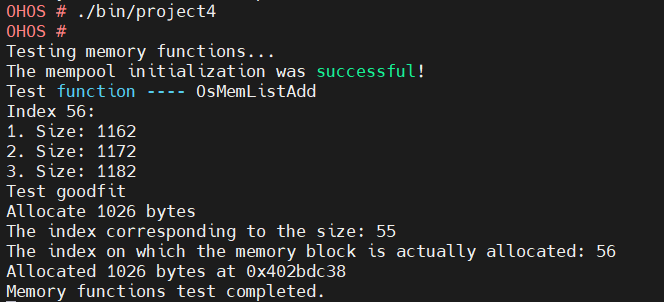 OHOS # ./bin/project4
OHOS #
Testing memory functions...
The mempool initialization was successful!
Test function ---- OsMemListAdd
Index 56:
1. Size: 1162
2. Size: 1172
3. Size: 1182
Test goodfit
Allocate 1026 bytes
The index corresponding to the size: 55
The index on which the memory block is actually allocated: 56
Allocated 1026 bytes at 0x402bdc38
Memory functions test completed.